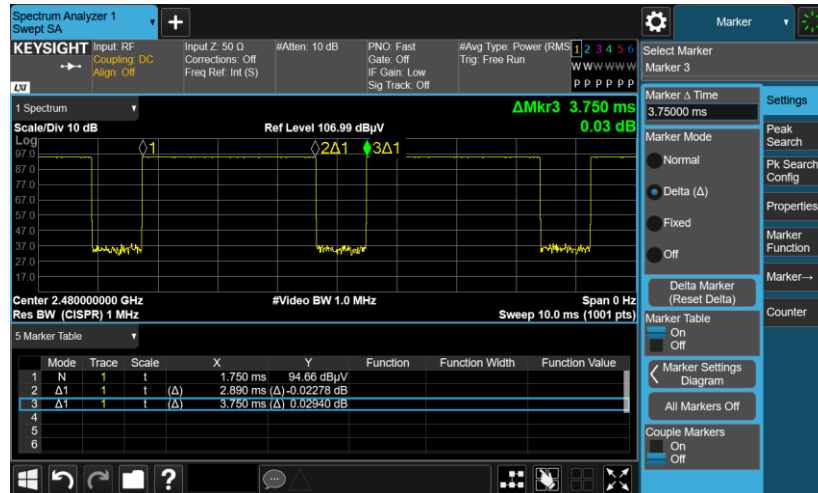 Spectrum Analyzer 1
Swept SA
Marker
KEYSIGHT
Input: RF
Coupling: DC
Align: Off
Input Z: 50 Ω
Corrections: Off
Freq Ref: Int (S)
#Atten: 10 dB
PNO: Fast
Gate: Off
IF Gain: Low
Sig Track: Off
#Avg Type: Power (RMS
Trig: Free Run
1 2 3 4 5 6
W W W W W W
P P P P P P
LXI
Select Marker
Marker 3
1 Spectrum
ΔMkr3 3.750 ms
0.03 dB
Scale/Div 10 dB
Ref Level 106.99 dBµV
Log
97.0
87.0
77.0
67.0
57.0
47.0
37.0
27.0
17.0
1
2Δ1
3Δ1
Center 2.480000000 GHz
Res BW (CISPR) 1 MHz
#Video BW 1.0 MHz
Span 0 Hz
Sweep 10.0 ms (1001 pts)
5 Marker Table
Mode Trace Scale X Y Function Function Width Function Value
1 N 1 t 1.750 ms 94.66 dBµV
2 Δ1 1 t (Δ) 2.890 ms (Δ) -0.02278 dB
3 Δ1 1 t (Δ) 3.750 ms (Δ) 0.02940 dB
4
5
6
Marker Δ Time
3.75000 ms
Marker Mode
Normal
Delta (Δ)
Fixed
Off
Delta Marker
(Reset Delta)
Marker Table
On
Off
Marker Settings
Diagram
All Markers Off
Couple Markers
On
Off
Settings
Peak
Search
Pk Search
Config
Properties
Marker
Function
Marker→
Counter
?